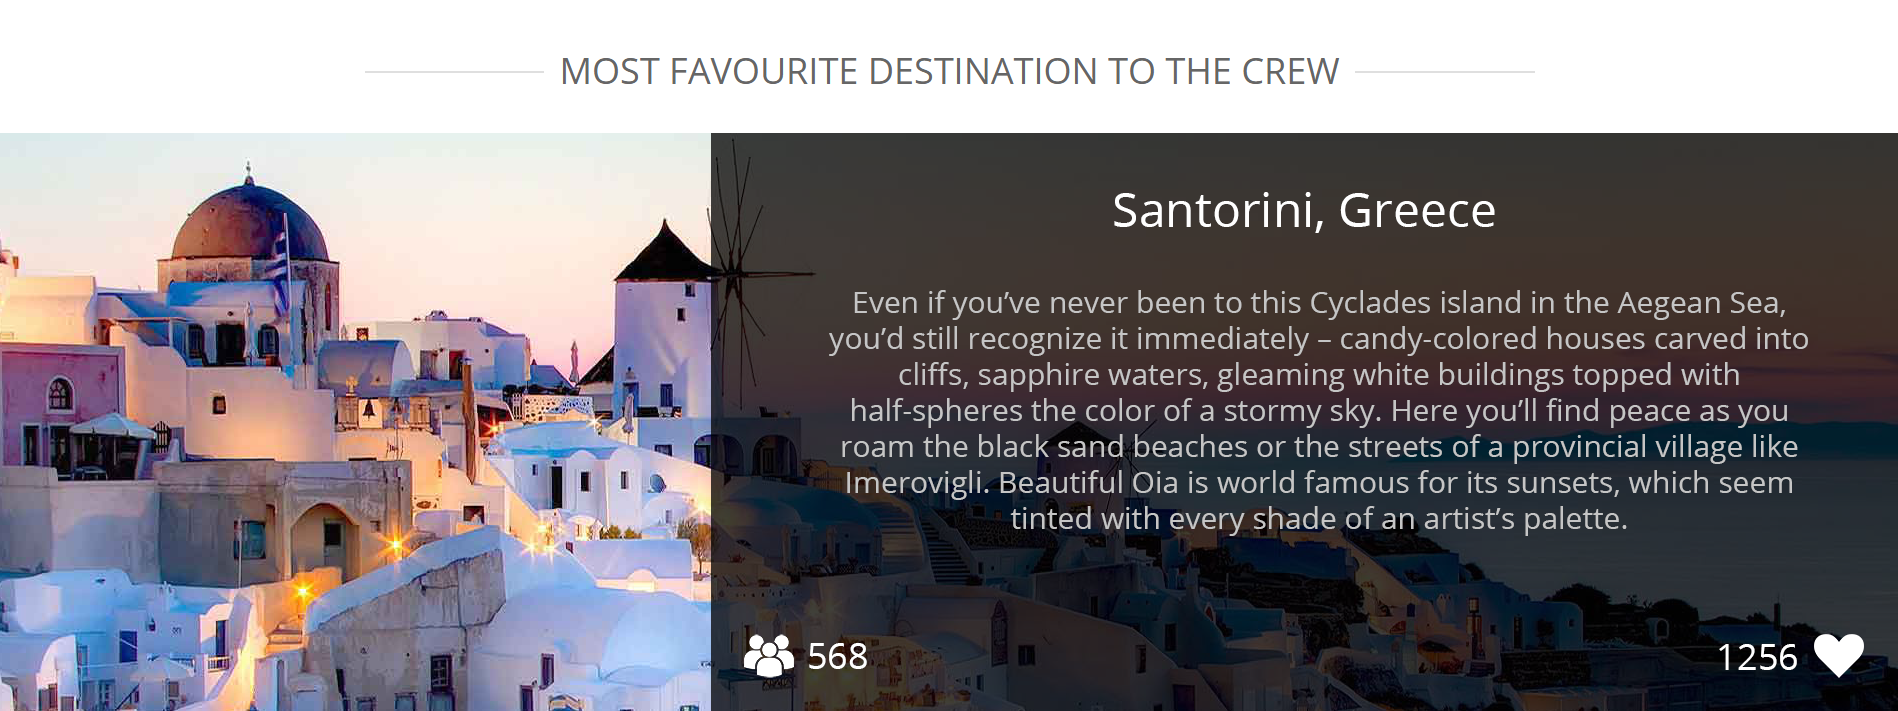 MOST FAVOURITE DESTINATION TO THE CREW
Santorini, Greece
Even if you’ve never been to this Cyclades island in the Aegean Sea,
you’d still recognize it immediately – candy-colored houses carved into
cliffs, sapphire waters, gleaming white buildings topped with
half-spheres the color of a stormy sky. Here you’ll find peace as you
roam the black sand beaches or the streets of a provincial village like
Imerovigli. Beautiful Oia is world famous for its sunsets, which seem
tinted with every shade of an artist’s palette.
568
1256